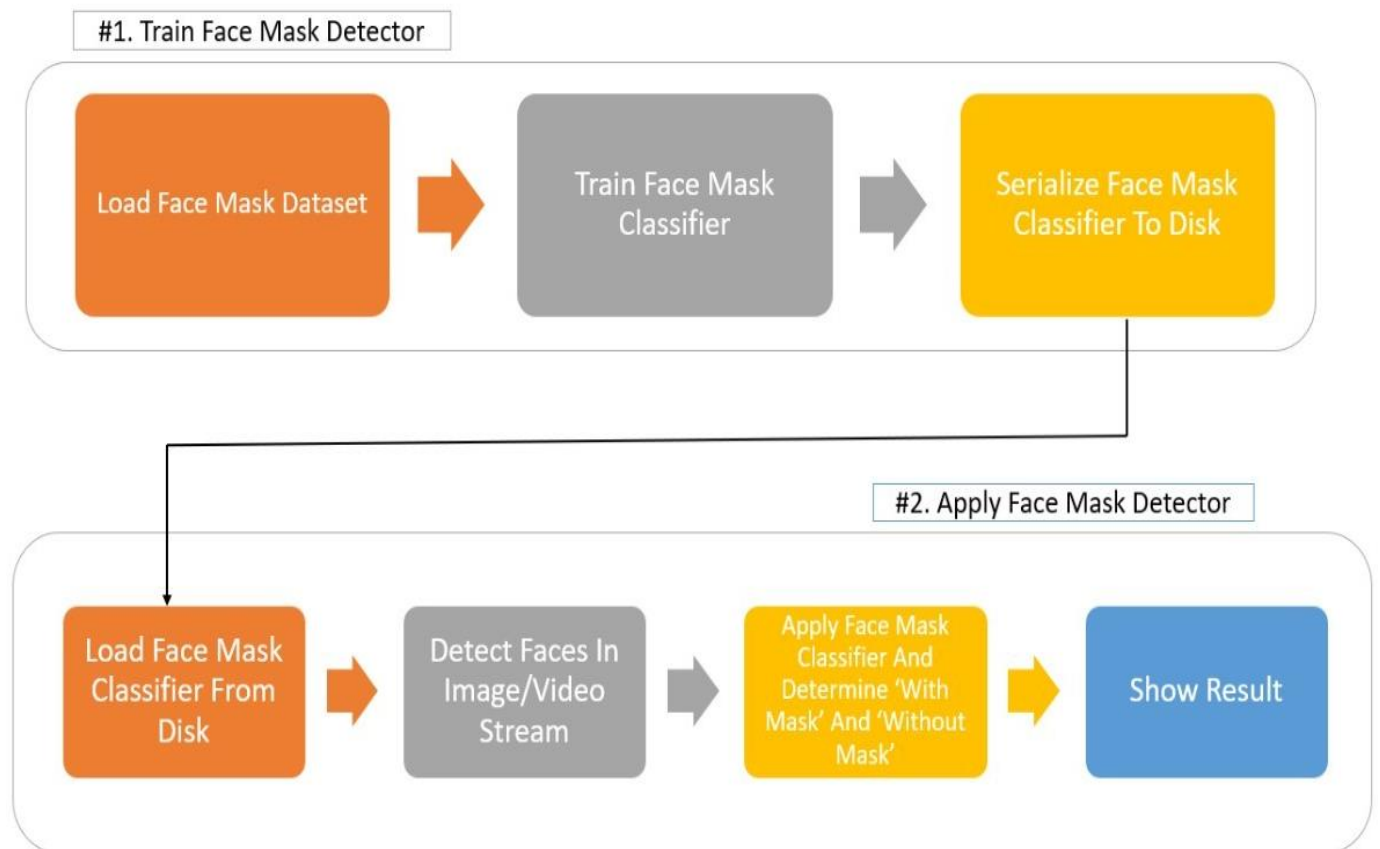 #1. Train Face Mask Detector
Load Face Mask Dataset
Train Face Mask
Classifier
Serialize Face Mask
Classifier To Disk
#2. Apply Face Mask Detector
Load Face Mask
Classifier From
Disk
Detect Faces In
Image/Video
Stream
Apply Face Mask
Classifier And
Determine ‘With
Mask’ And ‘Without
Mask’
Show Result